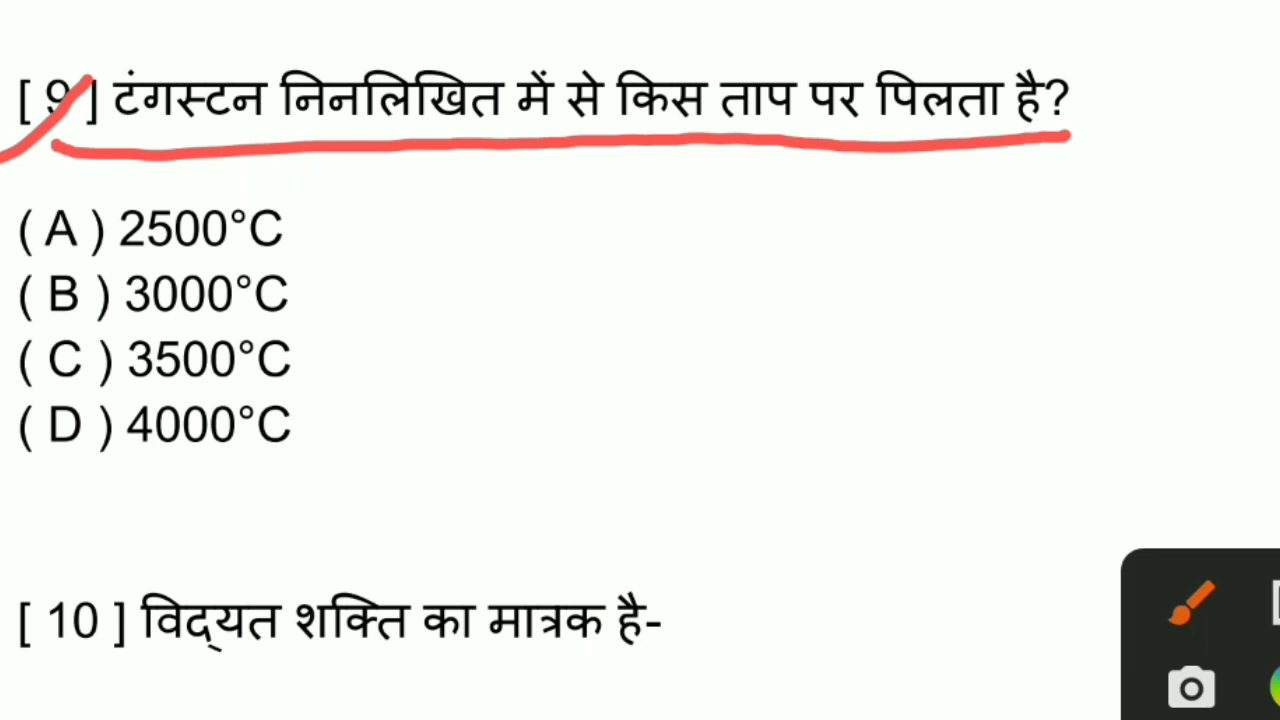 [ 9 ] टंगस्टन निनलिखित में से किस ताप पर पिलता है?
( A ) 2500°C
( B ) 3000°C
( C ) 3500°C
( D ) 4000°C
[ 10 ] विद्यत शक्ति का मात्रक है-